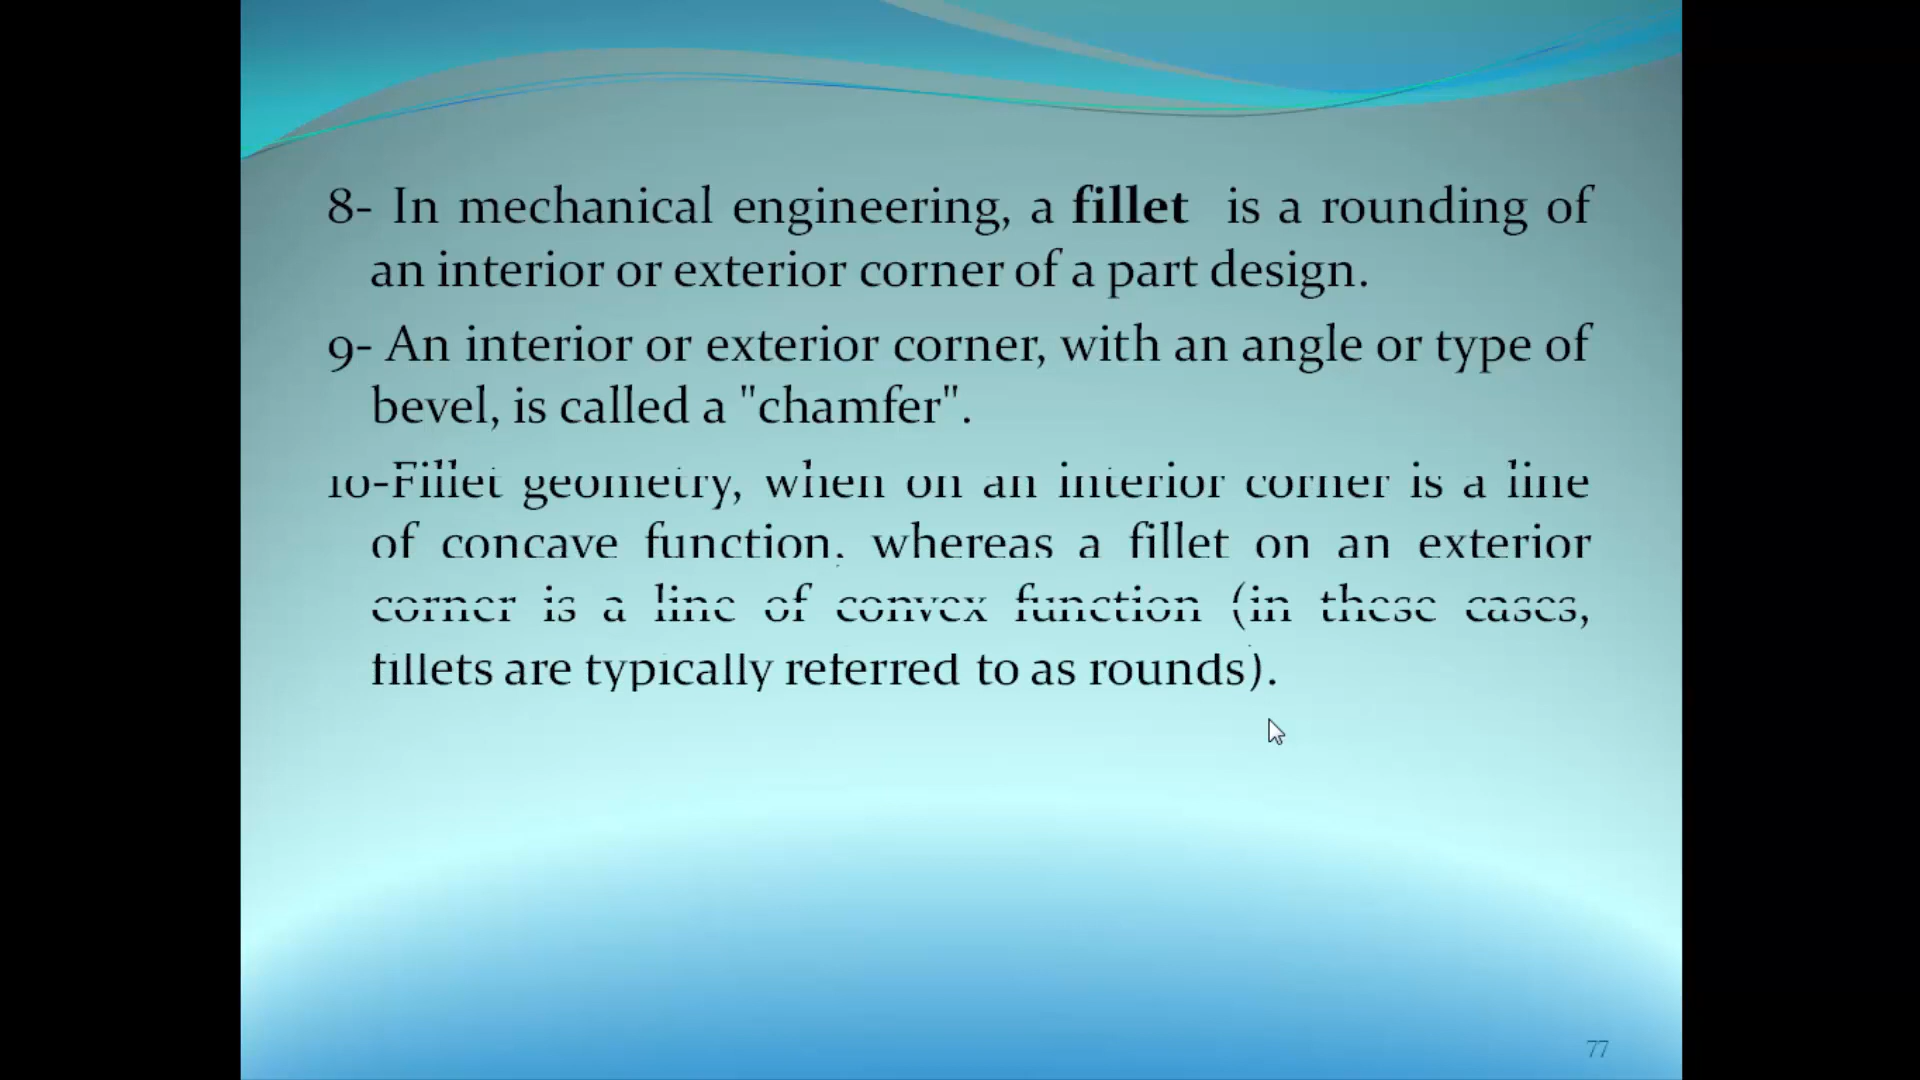 8- In mechanical engineering, a fillet is a rounding of
an interior or exterior corner of a part design.
9- An interior or exterior corner, with an angle or type of
bevel, is called a "chamfer".
10-Fillet geometry, when on an interior corner is a line
of concave function, whereas a fillet on an exterior
corner is a line of convex function (in these cases,
fillets are typically referred to as rounds).
77